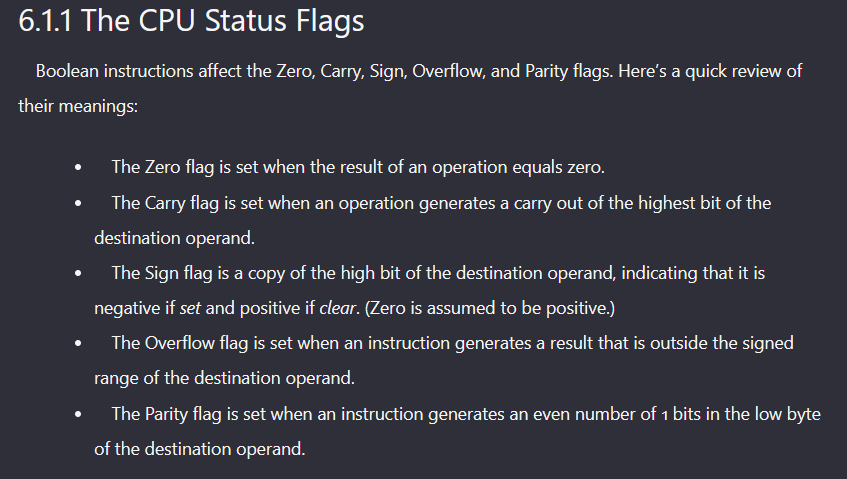 6.1.1 The CPU Status Flags
Boolean instructions affect the Zero, Carry, Sign, Overflow, and Parity flags. Here's a quick review of
their meanings:
• The Zero flag is set when the result of an operation equals zero.
• The Carry flag is set when an operation generates a carry out of the highest bit of the
destination operand.
• The Sign flag is a copy of the high bit of the destination operand, indicating that it is
negative if set and positive if clear. (Zero is assumed to be positive.)
• The Overflow flag is set when an instruction generates a result that is outside the signed
range of the destination operand.
• The Parity flag is set when an instruction generates an even number of 1 bits in the low byte
of the destination operand.